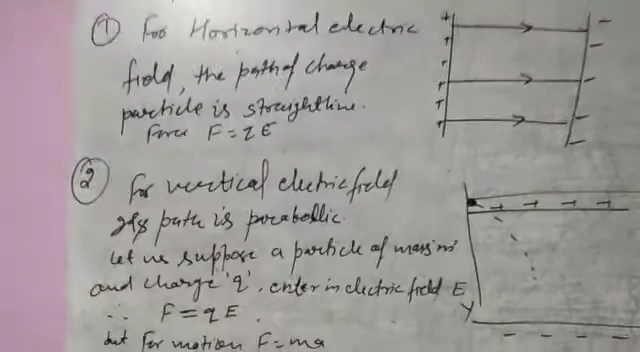 ① For Horizontal electric
field, the path of charge
particle is straightline.
Force F = qE
② For vertical electric field
path is parabollic.
Let us suppose a particle of mass 'm'
and charge 'q', enter in electric field E
∴ F = qE.
but For motion F = ma
+ + + + + +
- - - - -
+ + + +
Y
- - - - -